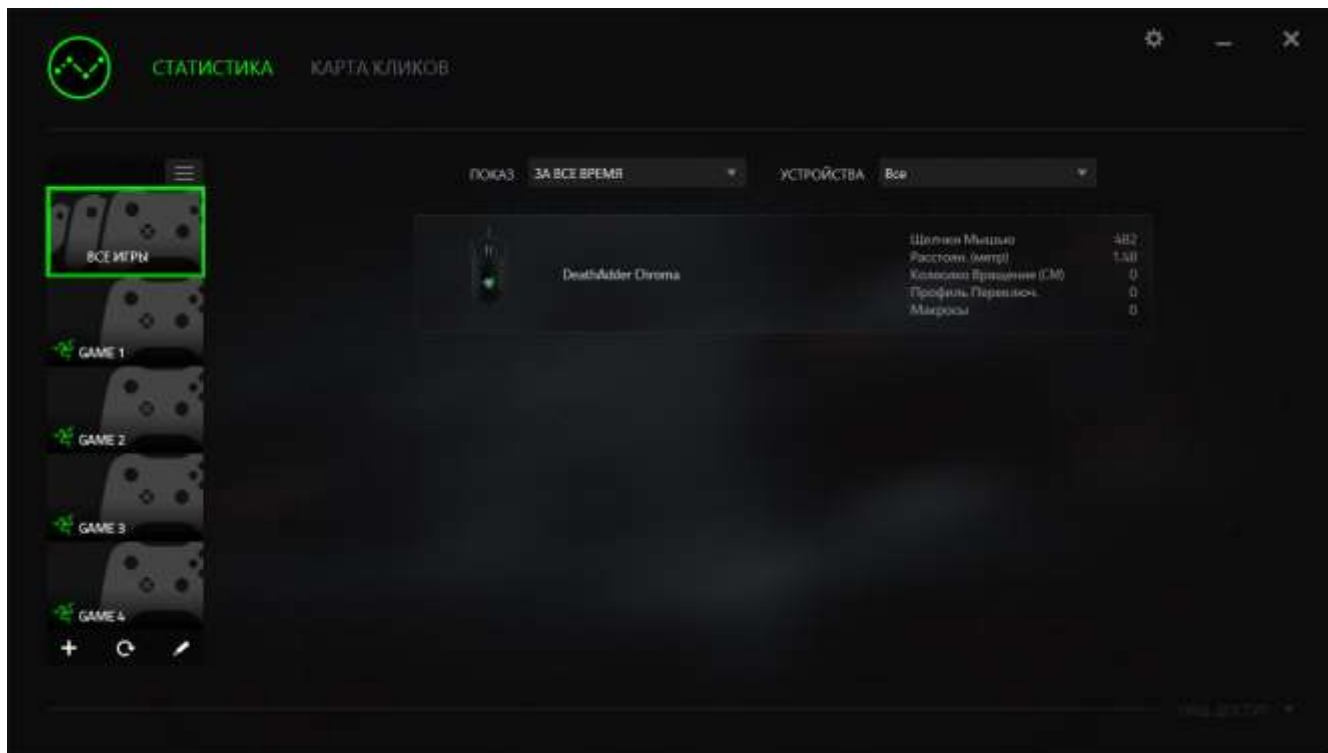 СТАТИСТИКА КАРТА КЛИКОВ
ПОКАЗ ЗА ВСЕ ВРЕМЯ УСТРОЙСТВА Все
ВСЕ ИГРЫ
GAME 1
GAME 2
GAME 3
GAME 4
DeathAdder Chroma
Щелчки Мышью 482
Расстоян. (метр) 1.48
Колесико Вращение (СМ) 0
Профиль Переключ. 0
Макросы 0